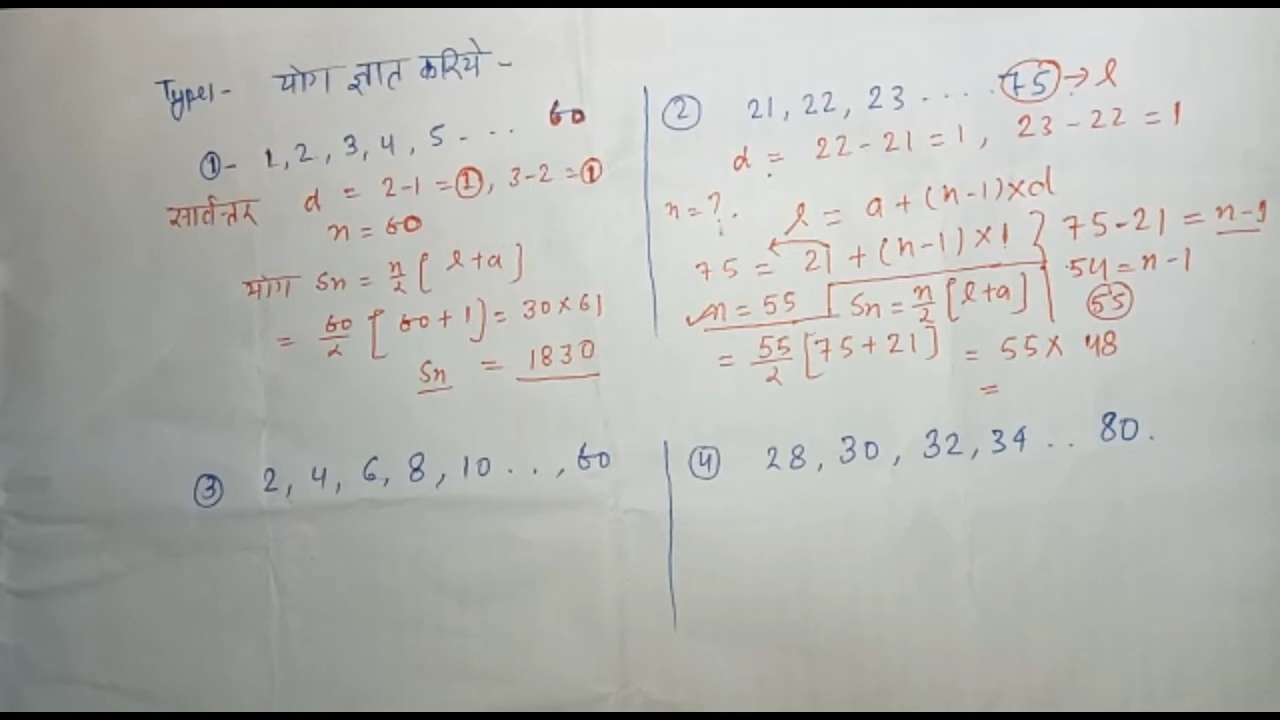 Type1- योग ज्ञात करिये -
①- 1, 2, 3, 4, 5 - - - 60
सार्वन्तर d = 2-1 = ①, 3-2 = ①
n = 60
योग Sn = n/2 [ l+a ]
= 60/2 [ 60+1 ] = 30 × 61
Sn = 1830
② 21, 22, 23 . . . . 75 → l
d = 22-21 = 1, 23-22 = 1
n = ?. l = a + (n-1)×d
75 = 21 + (n-1)×1 } 75-21 = n-1
54 = n-1
n = 55 Sn = n/2 [l+a] 55
= 55/2 [75+21] = 55 × 48
=
③ 2, 4, 6, 8, 10 . . ., 60
④ 28, 30, 32, 34 . . 80.